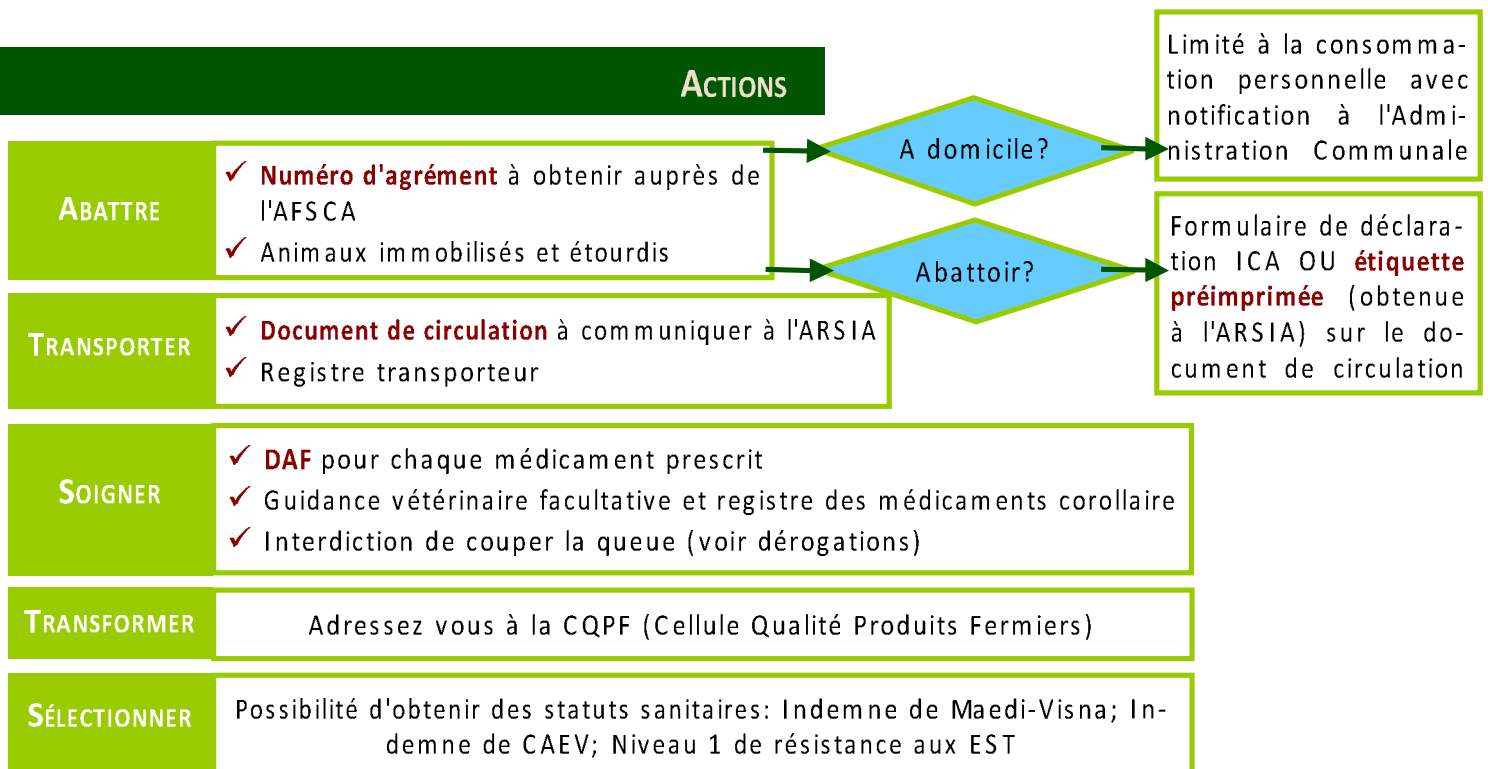 ACTIONS
ABATTRE
✓ Numéro d'agrément à obtenir auprès de
l'AFSCA
✓ Animaux immobilisés et étourdis
A domicile?
Limité à la consomma-
tion personnelle avec
notification à l'Admi-
nistration Communale
Abattoir?
Formulaire de déclara-
tion ICA OU étiquette
préimprimée (obtenue
à l'ARSIA) sur le do-
cument de circulation
TRANSPORTER
✓ Document de circulation à communiquer à l'ARSIA
✓ Registre transporteur
SOIGNER
✓ DAF pour chaque médicament prescrit
✓ Guidance vétérinaire facultative et registre des médicaments corollaire
✓ Interdiction de couper la queue (voir dérogations)
TRANSFORMER
Adressez vous à la CQPF (Cellule Qualité Produits Fermiers)
SÉLECTIONNER
Possibilité d'obtenir des statuts sanitaires: Indemne de Maedi-Visna; In-
demne de CAEV; Niveau 1 de résistance aux EST